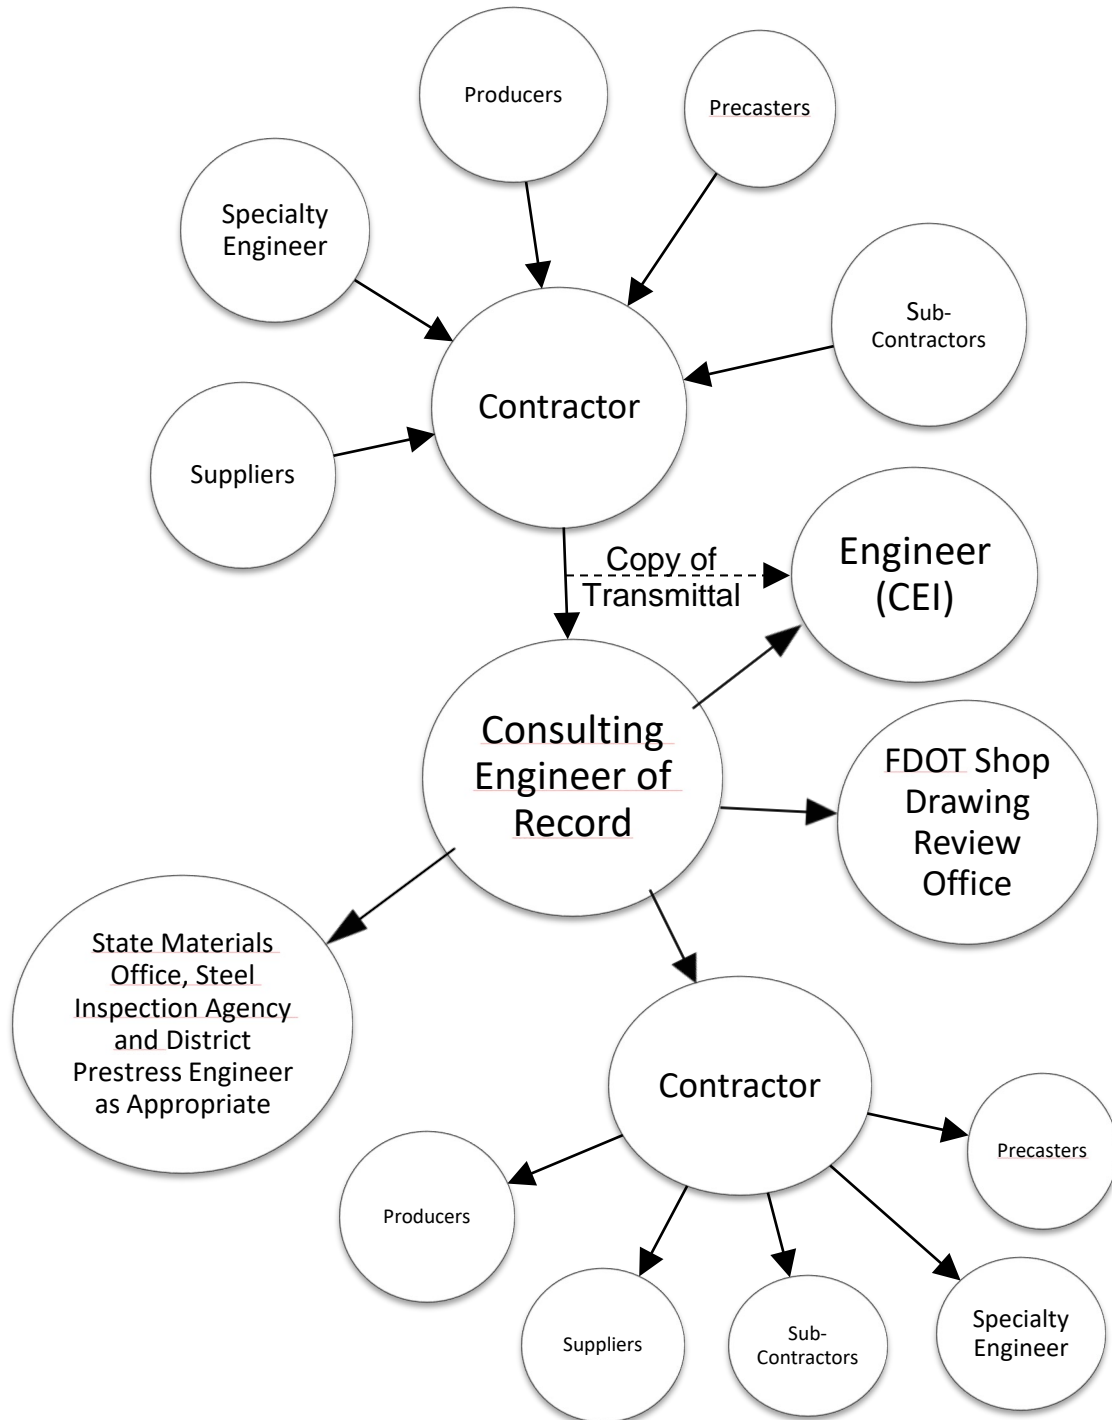 Producers
Precasters
Specialty
Engineer
Sub-
Contractors
Contractor
Suppliers
Engineer
(CEI)
Copy of
Transmittal
Consulting
Engineer of
Record
FDOT Shop
Drawing
Review
Office
State Materials
Office, Steel
Inspection Agency
and District
Prestress Engineer
as Appropriate
Contractor
Precasters
Producers
Suppliers
Sub-
Contractors
Specialty
Engineer